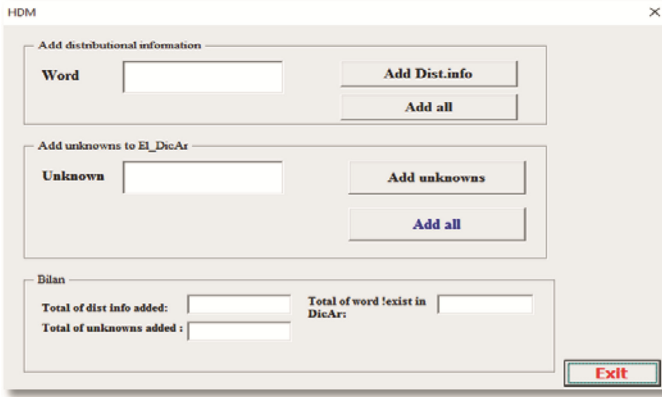 HDM
Add distributional information
Word
Add Dist.info
Add all
Add unknowns to El_DicAr
Unknown
Add unknowns
Add all
Bilan
Total of dist info added:
Total of word !exist in
DicAr:
Total of unknowns added :
Exit